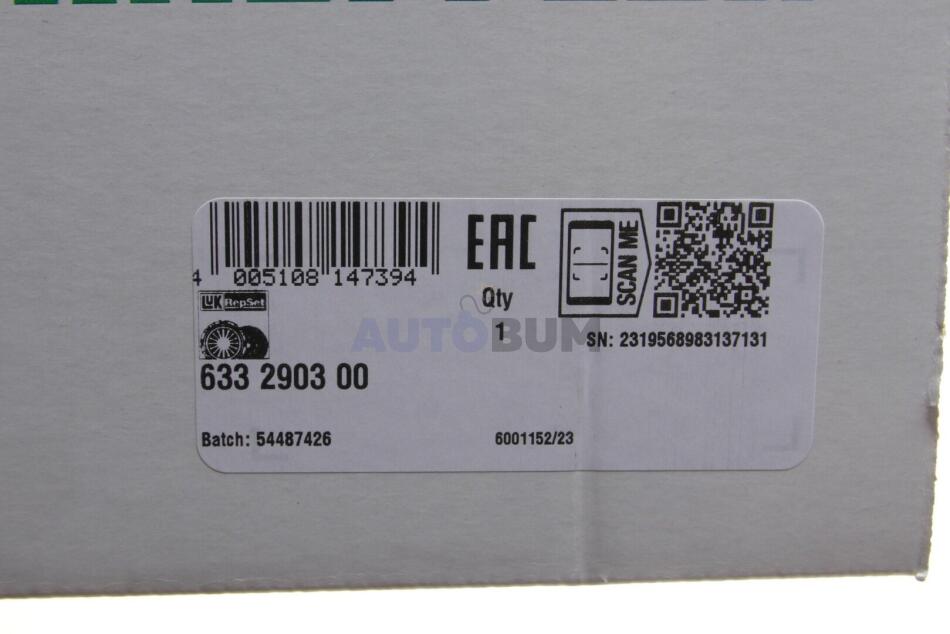 EAC
SCAN ME
4 005108 147394
LUK RepSet
Qty
1
AUTOBUM
SN: 2319568983137131
633 2903 00
Batch: 54487426
6001152/23